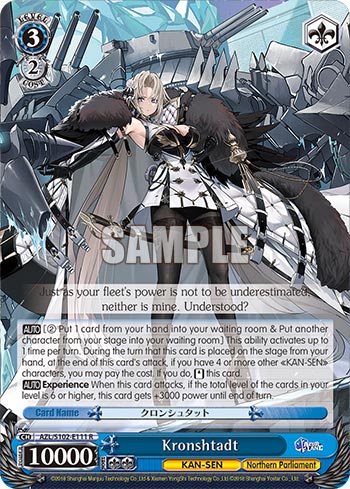 LEVEL
3
2
COST
SAMPLE
Just as your fleet's power is not to be underestimated,
neither is mine. Understood?
AUTO [② Put 1 card from your hand into your waiting room & Put another
character from your stage into your waiting room] This ability activates up to
1 time per turn. During the turn that this card is placed on the stage from your
hand, at the end of this card's attack, if you have 4 or more other «KAN-SEN»
characters, you may pay the cost. If you do, [ ] this card.
AUTO Experience When this card attacks, if the total level of the cards in your
level is 6 or higher, this card gets +3000 power until end of turn.
Card Name クロンシュタット
AZL/S102-E111 R
POWER 10000
Kronshtadt
KAN-SEN Northern Parliament